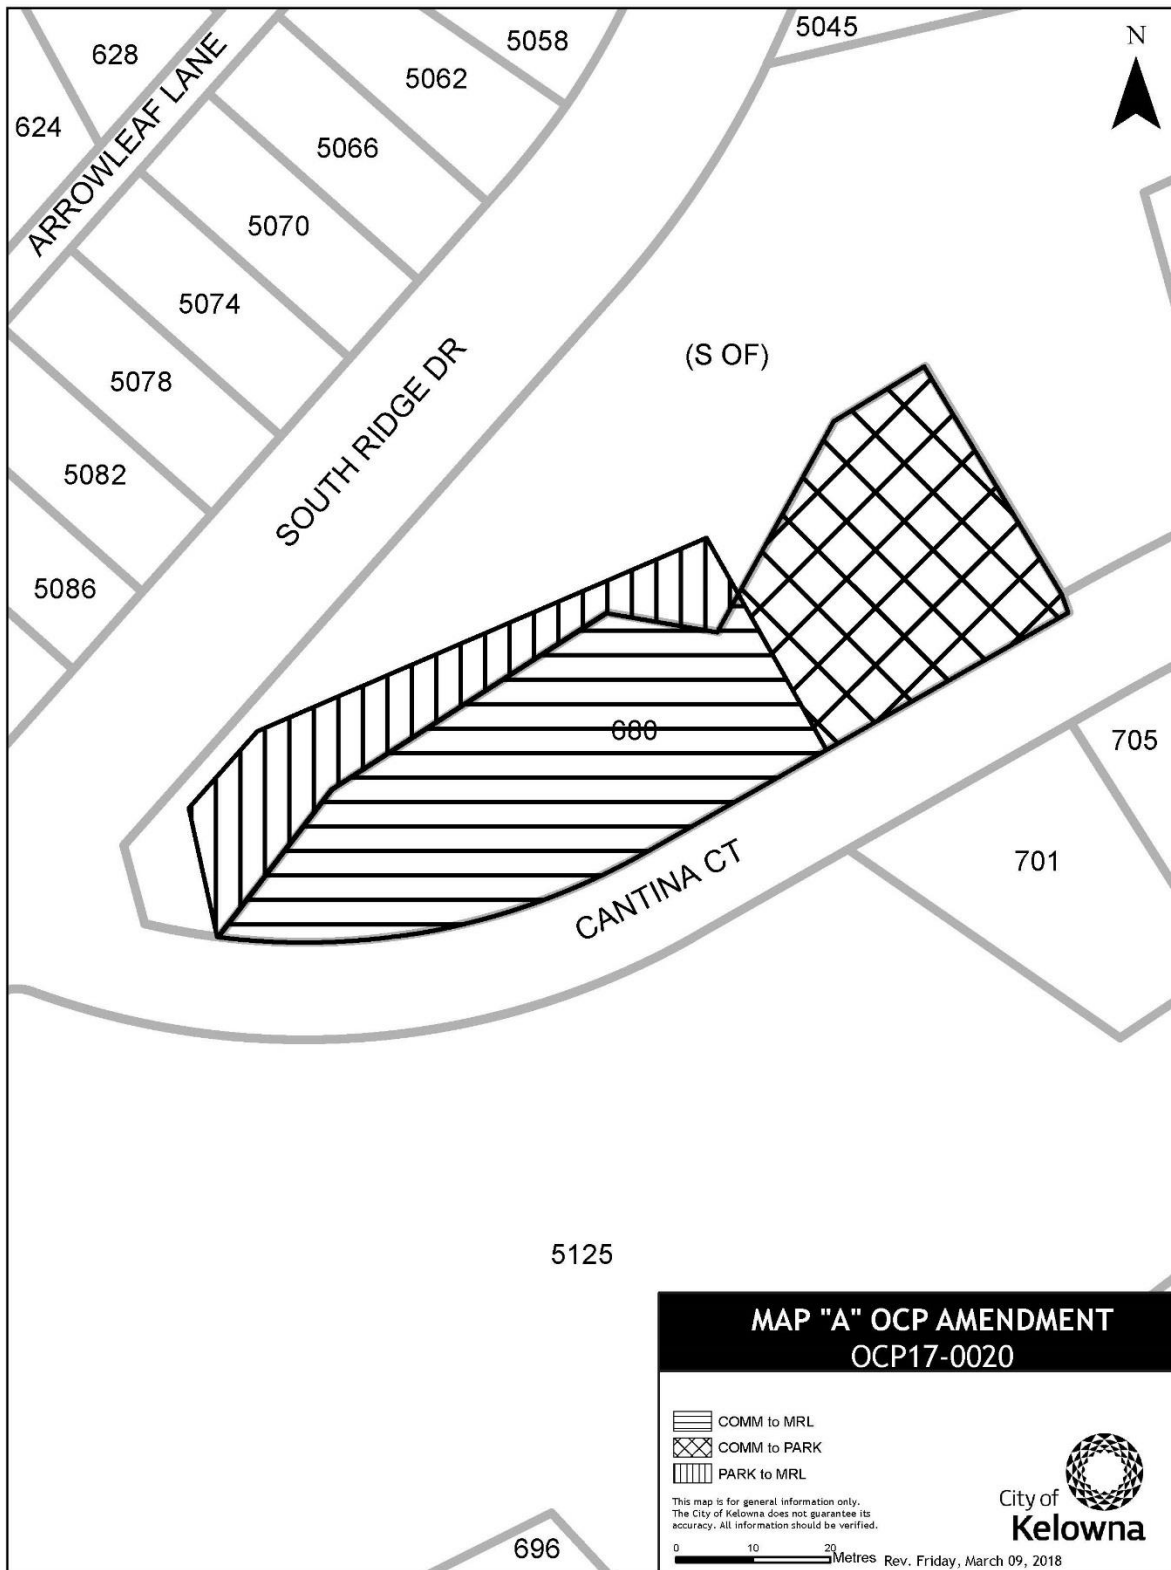 5045
5058
628
N
5062
624
ARROWLEAF LANE
5066
5070
5074
SOUTH RIDGE DR
(S OF)
5078
5082
5086
680
705
701
CANTINA CT
5125
MAP "A" OCP AMENDMENT
OCP17-0020
COMM to MRL
COMM to PARK
PARK to MRL
This map is for general information only.
The City of Kelowna does not guarantee its
accuracy. All information should be verified.
City of
Kelowna
0 10 20
Metres Rev. Friday, March 09, 2018
696